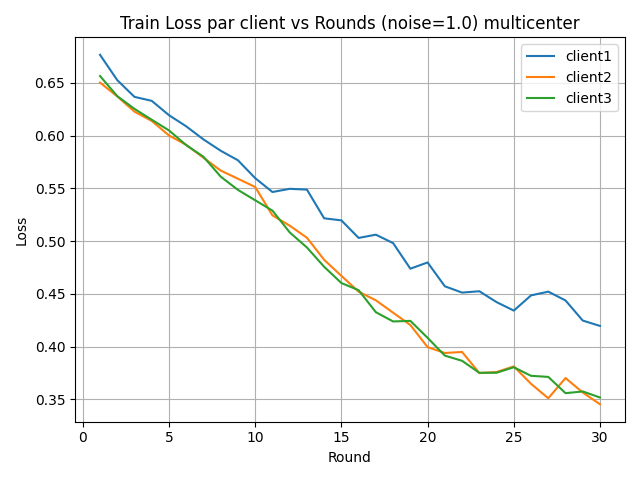 Train Loss par client vs Rounds (noise=1.0) multicenter
client1
client2
client3
Loss
0.65
0.60
0.55
0.50
0.45
0.40
0.35
0 5 10 15 20 25 30
Round